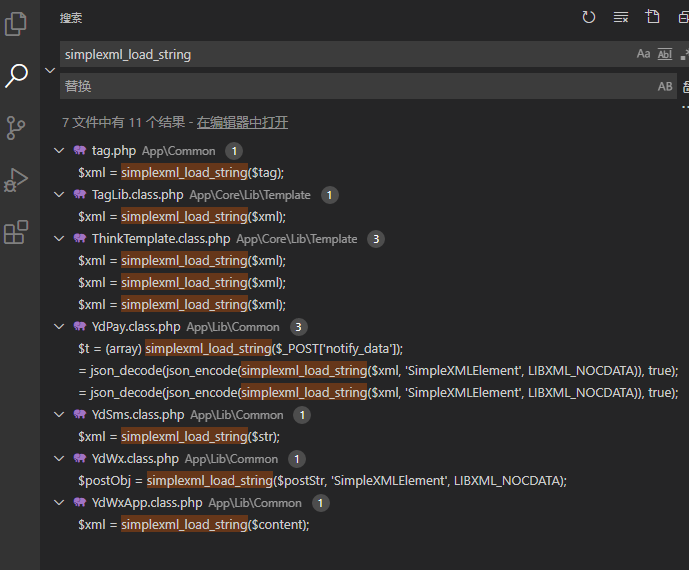 搜索
simplexml_load_string
Aa Abl
替换
AB
7 文件中有 11 个结果 - 在编辑器中打开
tag.php App\Common 1
$xml = simplexml_load_string($tag);
TagLib.class.php App\Core\Lib\Template 1
$xml = simplexml_load_string($xml);
ThinkTemplate.class.php App\Core\Lib\Template 3
$xml = simplexml_load_string($xml);
$xml = simplexml_load_string($xml);
$xml = simplexml_load_string($xml);
YdPay.class.php App\Lib\Common 3
$t = (array) simplexml_load_string($_POST['notify_data']);
= json_decode(json_encode(simplexml_load_string($xml, 'SimpleXMLElement', LIBXML_NOCDATA)), true);
= json_decode(json_encode(simplexml_load_string($xml, 'SimpleXMLElement', LIBXML_NOCDATA)), true);
YdSms.class.php App\Lib\Common 1
$xml = simplexml_load_string($str);
YdWx.class.php App\Lib\Common 1
$postObj = simplexml_load_string($postStr, 'SimpleXMLElement', LIBXML_NOCDATA);
YdWxApp.class.php App\Lib\Common 1
$xml = simplexml_load_string($content);